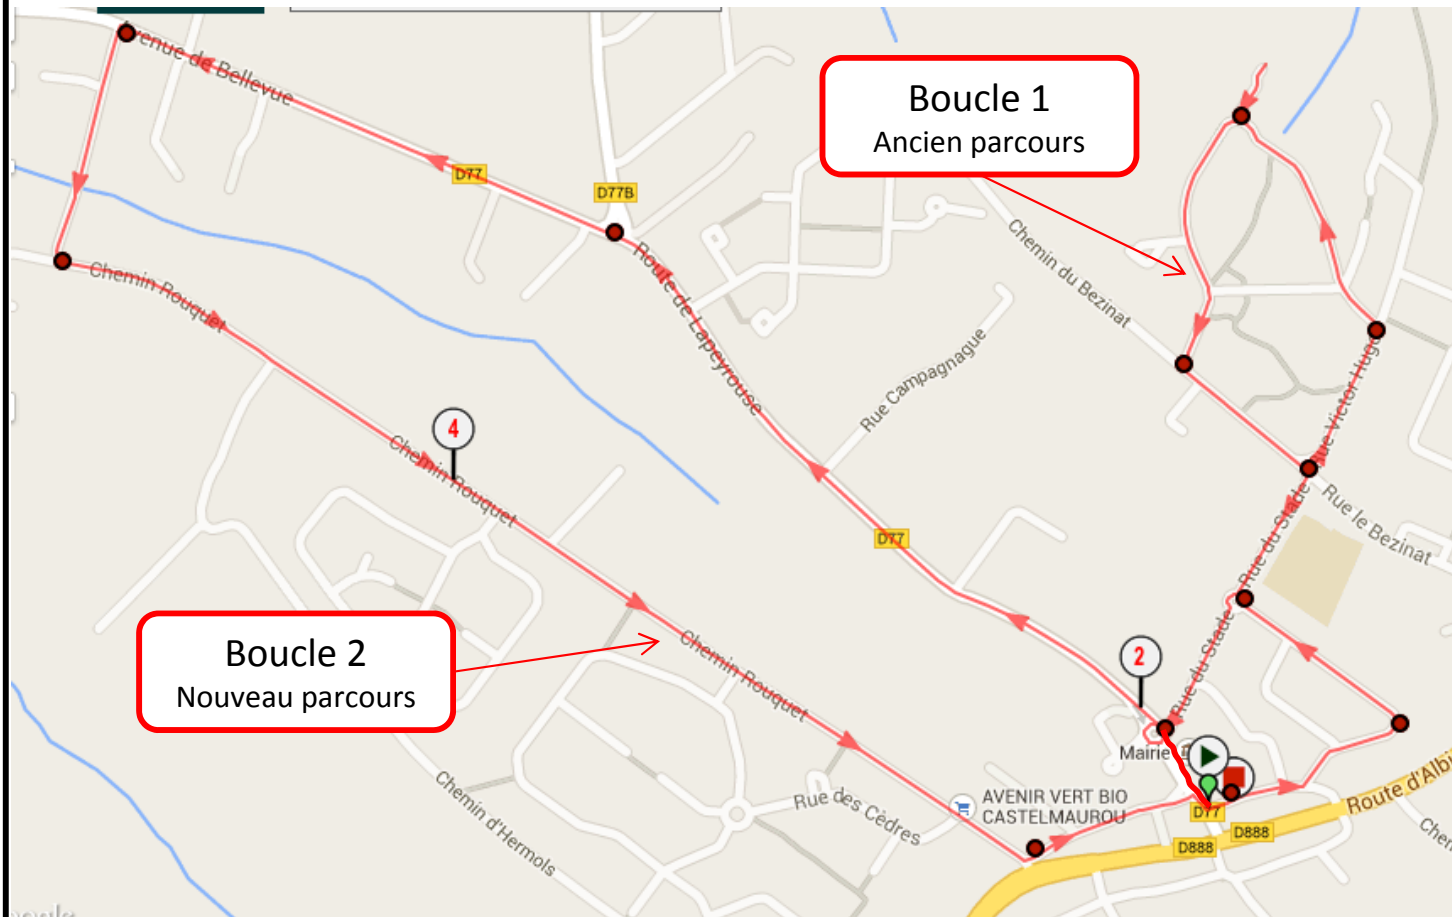 Avenue de Bellevue
Boucle 1
Ancien parcours
D77
D77B
Chemin Rouquet
Route de Lapeyrouse
Chemin du Bezinat
Rue Campagnague
Rue Victor Hugo
4
Chemin Rouquet
Rue du Stade
Rue le Bezinat
D77
Boucle 2
Nouveau parcours
Chemin Rouquet
2
Rue du Stade
Mairie
Chemin d'Hermols
Rue des Cèdres
AVENIR VERT BIO
CASTELMAUROU
D77
D888
D888
Route d'Albi